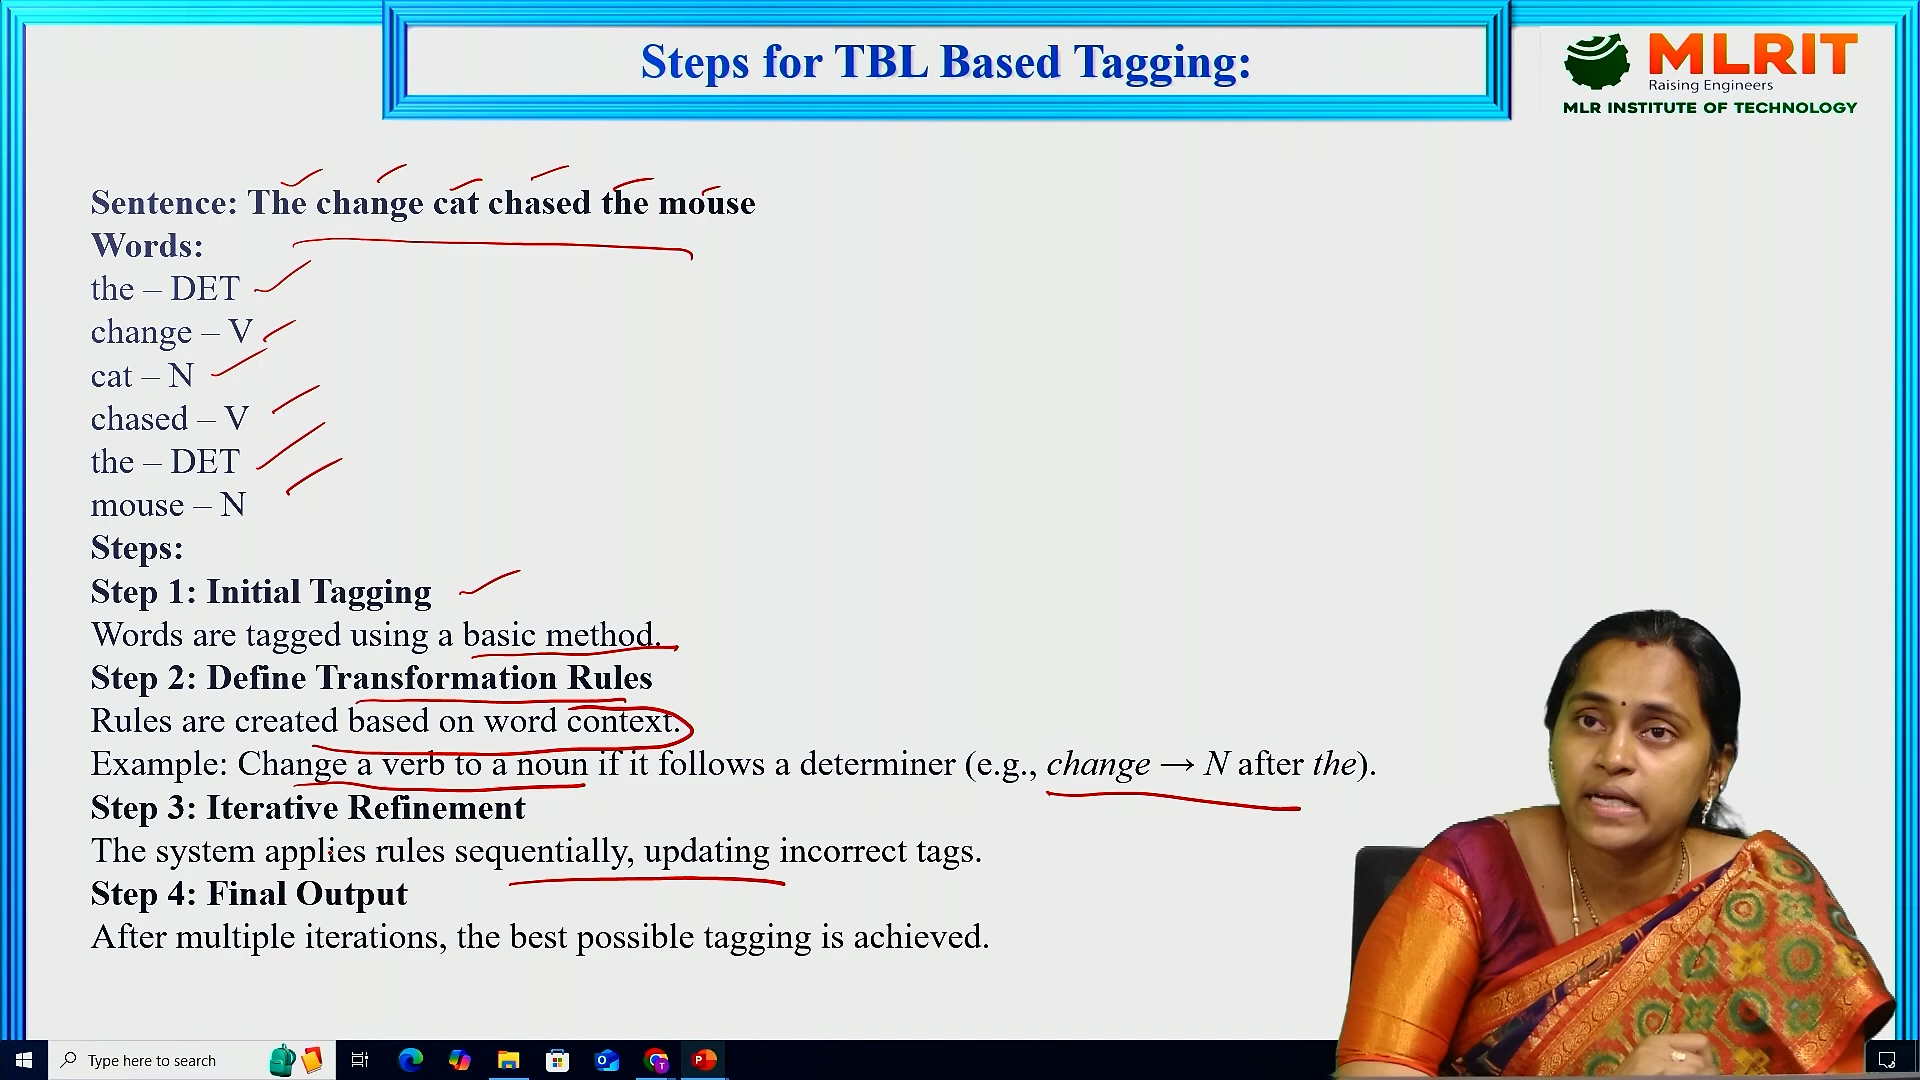 Steps for TBL Based Tagging:
MLRIT
Raising Engineers
MLR INSTITUTE OF TECHNOLOGY
Sentence: The change cat chased the mouse
Words:
the – DET
change – V
cat – N
chased – V
the – DET
mouse – N
Steps:
Step 1: Initial Tagging
Words are tagged using a basic method.
Step 2: Define Transformation Rules
Rules are created based on word context.
Example: Change a verb to a noun if it follows a determiner (e.g., change → N after the).
Step 3: Iterative Refinement
The system applies rules sequentially, updating incorrect tags.
Step 4: Final Output
After multiple iterations, the best possible tagging is achieved.
Type here to search